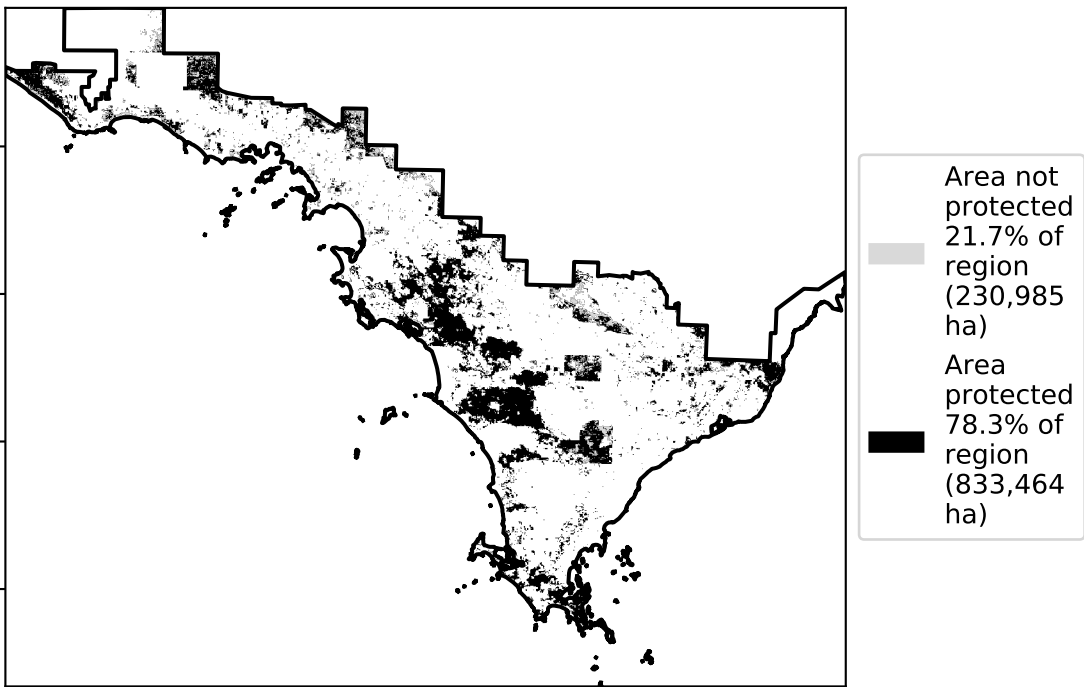 Area not
protected
21.7% of
region
(230,985
ha)
Area
protected
78.3% of
region
(833,464
ha)